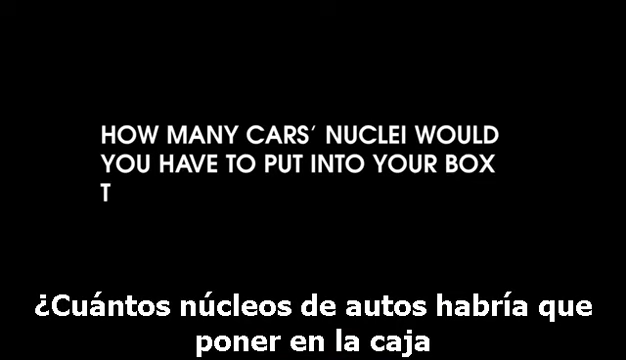 HOW MANY CARS’ NUCLEI WOULD
YOU HAVE TO PUT INTO YOUR BOX
T
¿Cuántos núcleos de autos habría que
poner en la caja